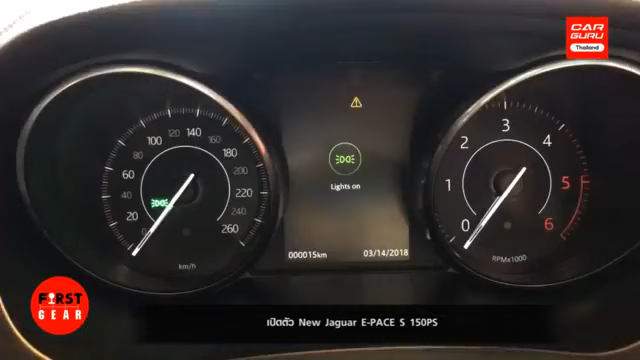 CAR
GURU
Thailand
100
120
140
80
180
60
200
40
220
20
240
0
260
km/h
Lights on
000015km
03/14/2018
3
2
4
1
5
0
6
RPMx1000
FIRST
GEAR
เปิดตัว New Jaguar E-PACE S 150PS